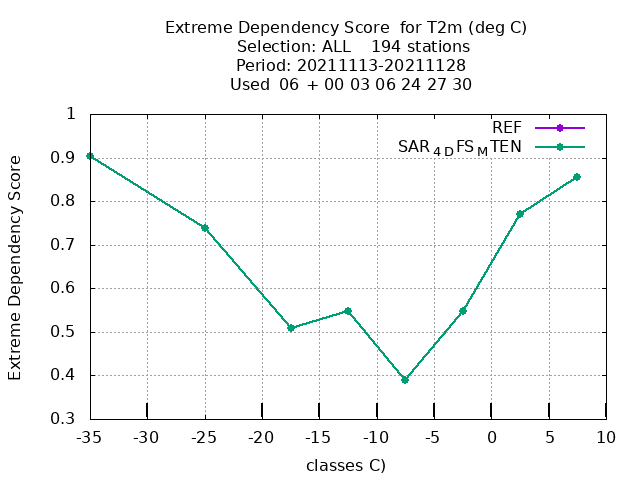 Extreme Dependency Score  for T2m (deg C)
Selection: ALL    194 stations
Period: 20211113-20211128
Used  06 + 00 03 06 24 27 30
REF
SAR4DFSMTEN
Extreme Dependency Score
1
0.9
0.8
0.7
0.6
0.5
0.4
0.3
-35 -30 -25 -20 -15 -10 -5 0 5 10
classes C)